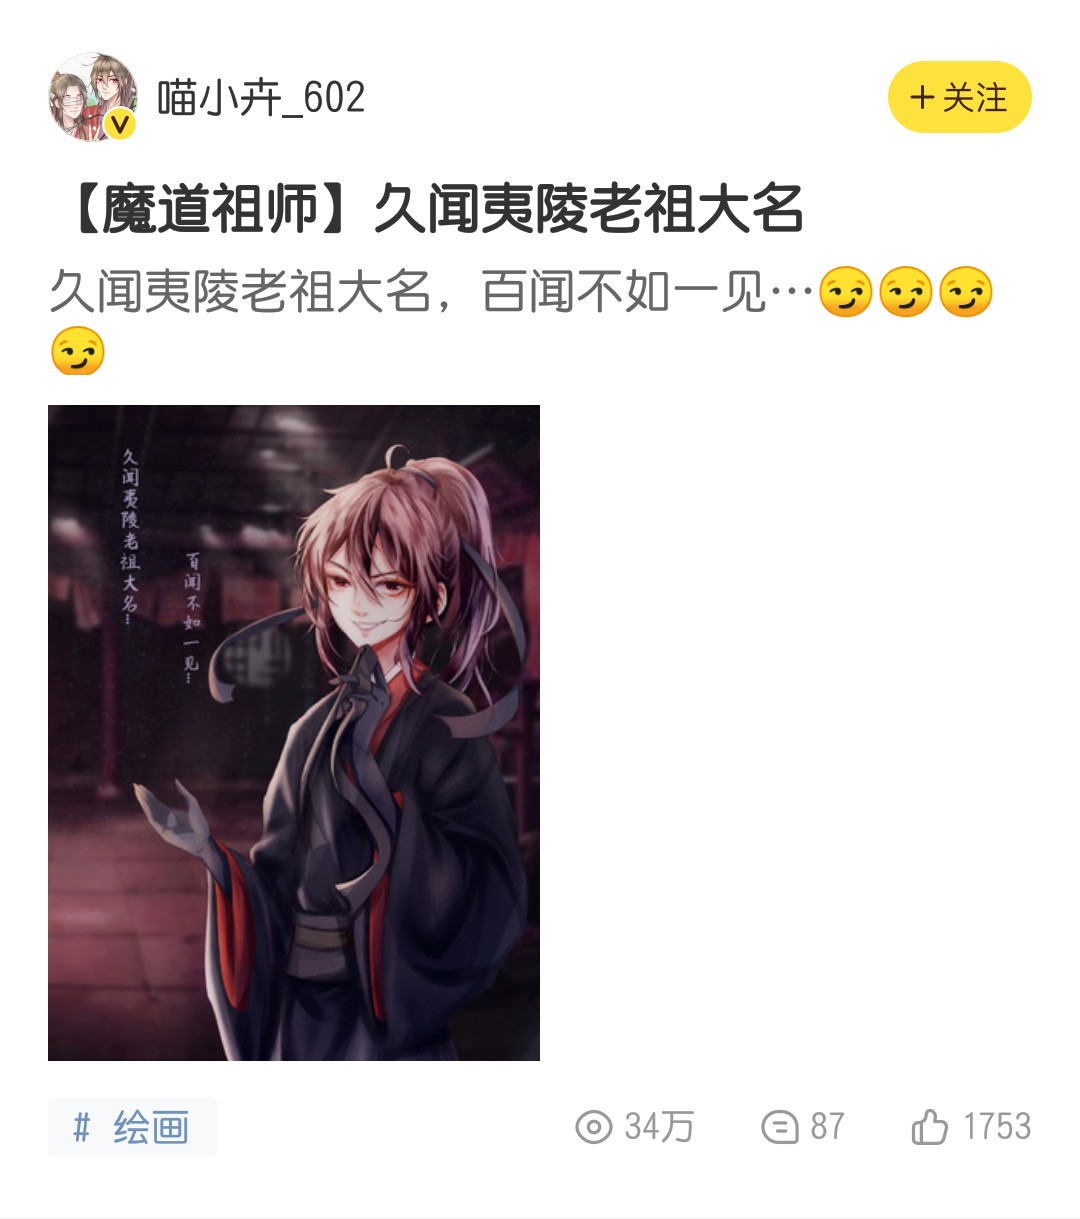 喵小卉_602
+关注
V
【魔道祖师】久闻夷陵老祖大名
久闻夷陵老祖大名，百闻不如一见…😏😏😏
😏
久闻夷陵老祖大名…
百闻不如一见…
# 绘画
34万
87
1753